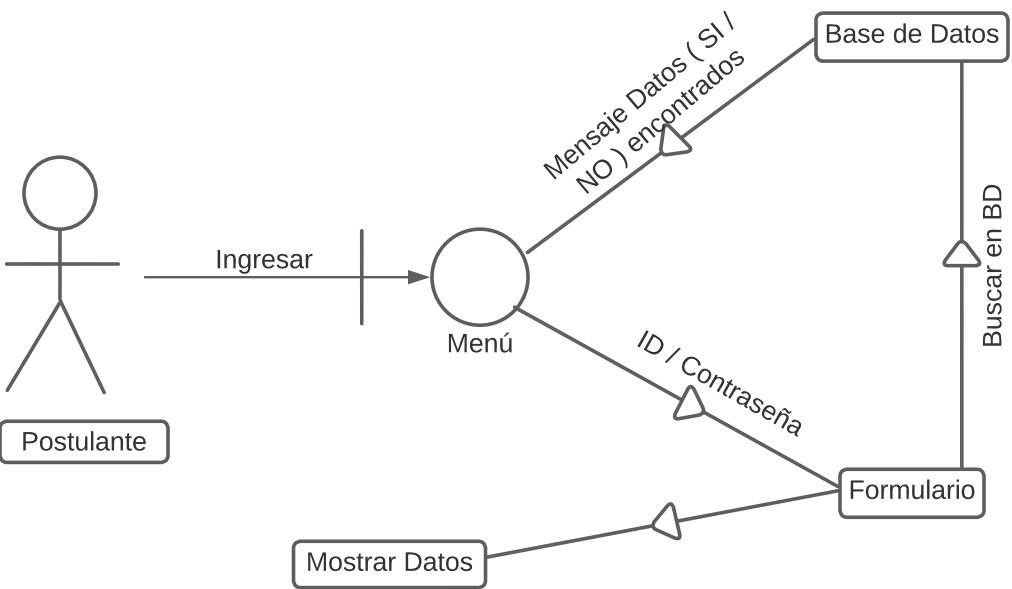 Base de Datos
Mensaje Datos ( SI /
NO ) encontrados
Buscar en BD
Ingresar
Menú
ID / Contraseña
Postulante
Formulario
Mostrar Datos